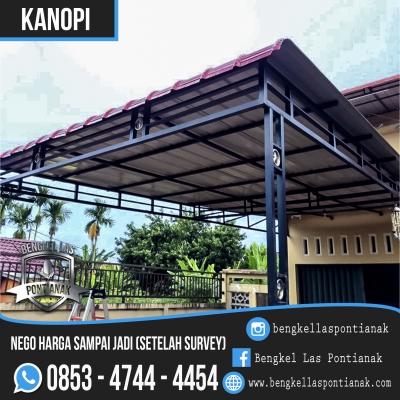 KANOPI
BENGKEL LAS
PONTIANAK
NEGO HARGA SAMPAI JADI (SETELAH SURVEY)
0853 - 4744 - 4454
bengkellaspontianak
Bengkel Las Pontianak
www.bengkellaspontianak.com